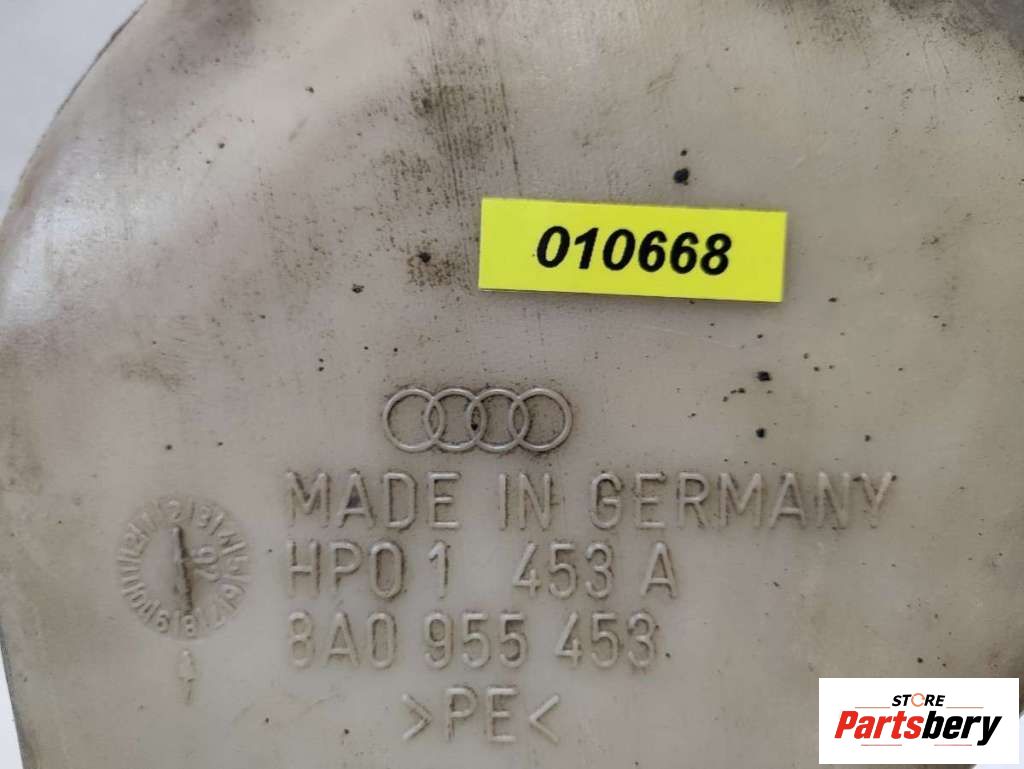 010668
MADE IN GERMANY
HP0 1 453 A
8A0 955 453
>PE<
STORE
Partsbery